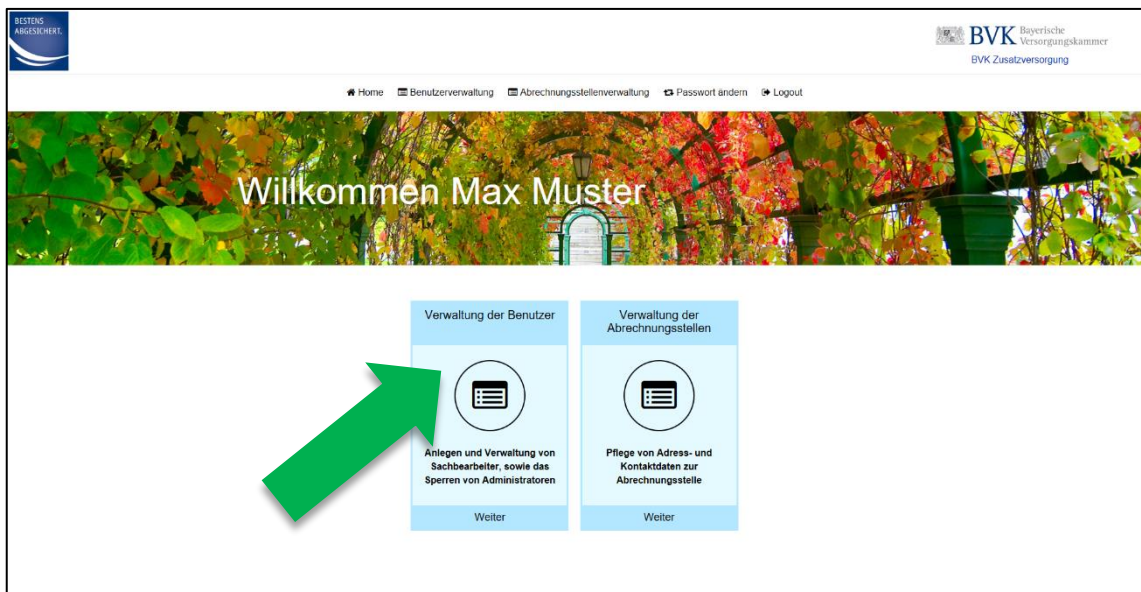 BESTENS
ABGESICHERT.
BVK Bayerische
Versorgungskammer
BVK Zusatzversorgung
Home Benutzerverwaltung Abrechnungsstellenverwaltung Passwort ändern Logout
Willkommen Max Muster
Verwaltung der Benutzer
Anlegen und Verwaltung von
Sachbearbeiter, sowie das
Sperren von Administratoren
Weiter
Verwaltung der
Abrechnungsstellen
Pflege von Adress- und
Kontaktdaten zur
Abrechnungsstelle
Weiter